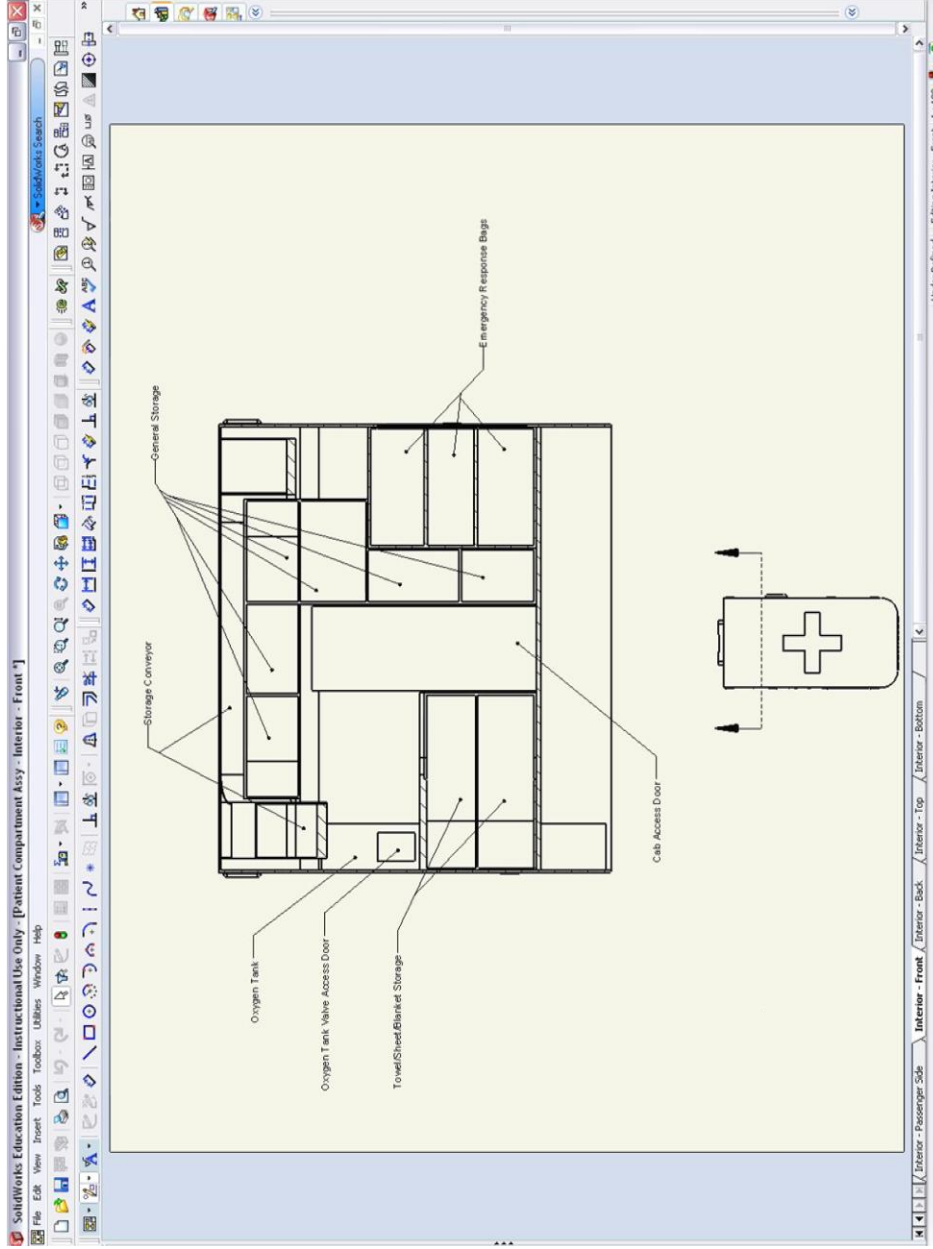 SolidWorks Education Edition - Instructional Use Only - [Patient Compartment Assy - Interior - Front *]
File Edit View Insert Tools Toolbox Utilities Window Help
SolidWorks Search
General Storage
Storage Conveyor
Oxygen Tank
Oxygen Tank Valve Access Door
Towel/Sheet/Blanket Storage
Emergency Response Bags
Cab Access Door
Interior - Passenger Side
Interior - Front
Interior - Back
Interior - Top
Interior - Bottom